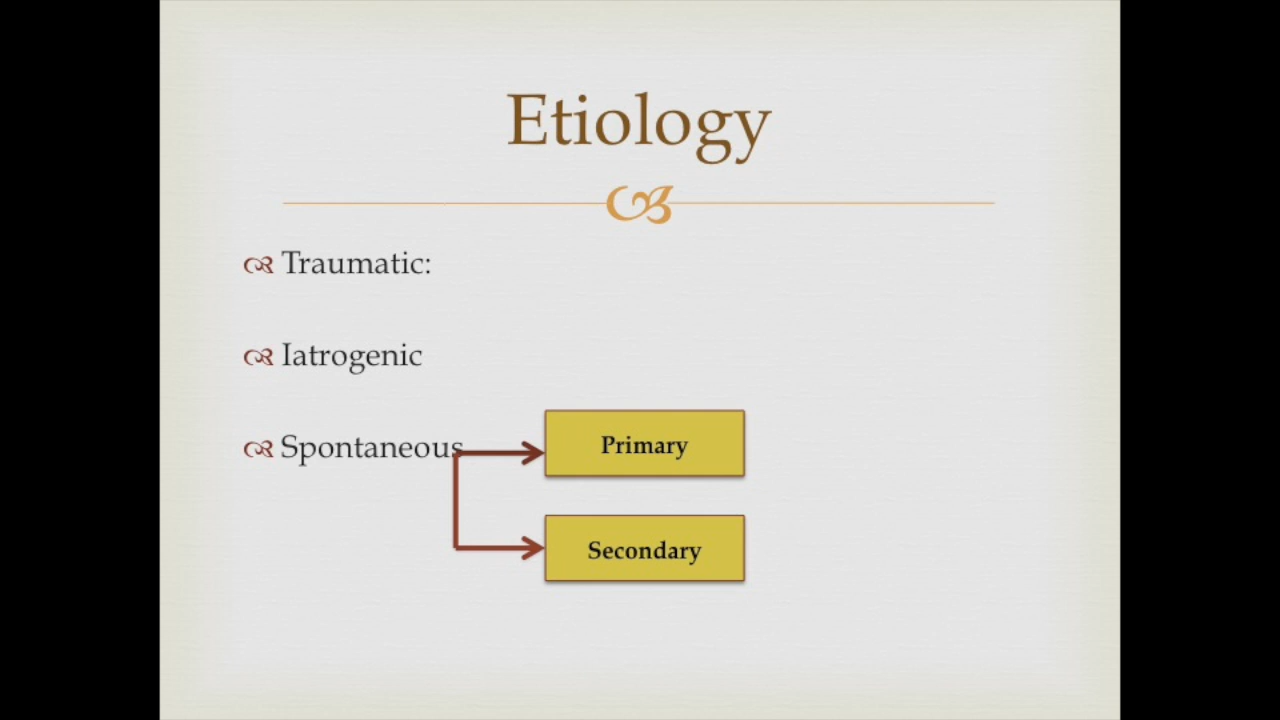 Etiology
Traumatic:
Iatrogenic
Spontaneous
Primary
Secondary